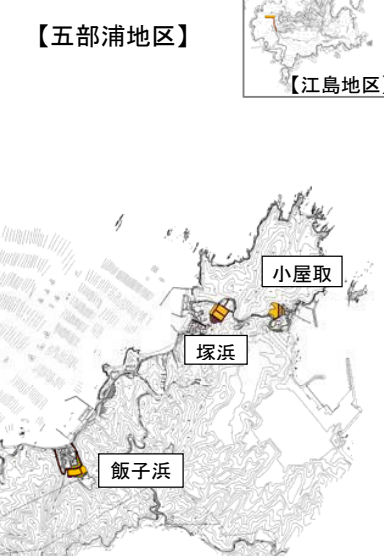 【五部浦地区】
【江島地区】
小屋取
塚浜
飯子浜